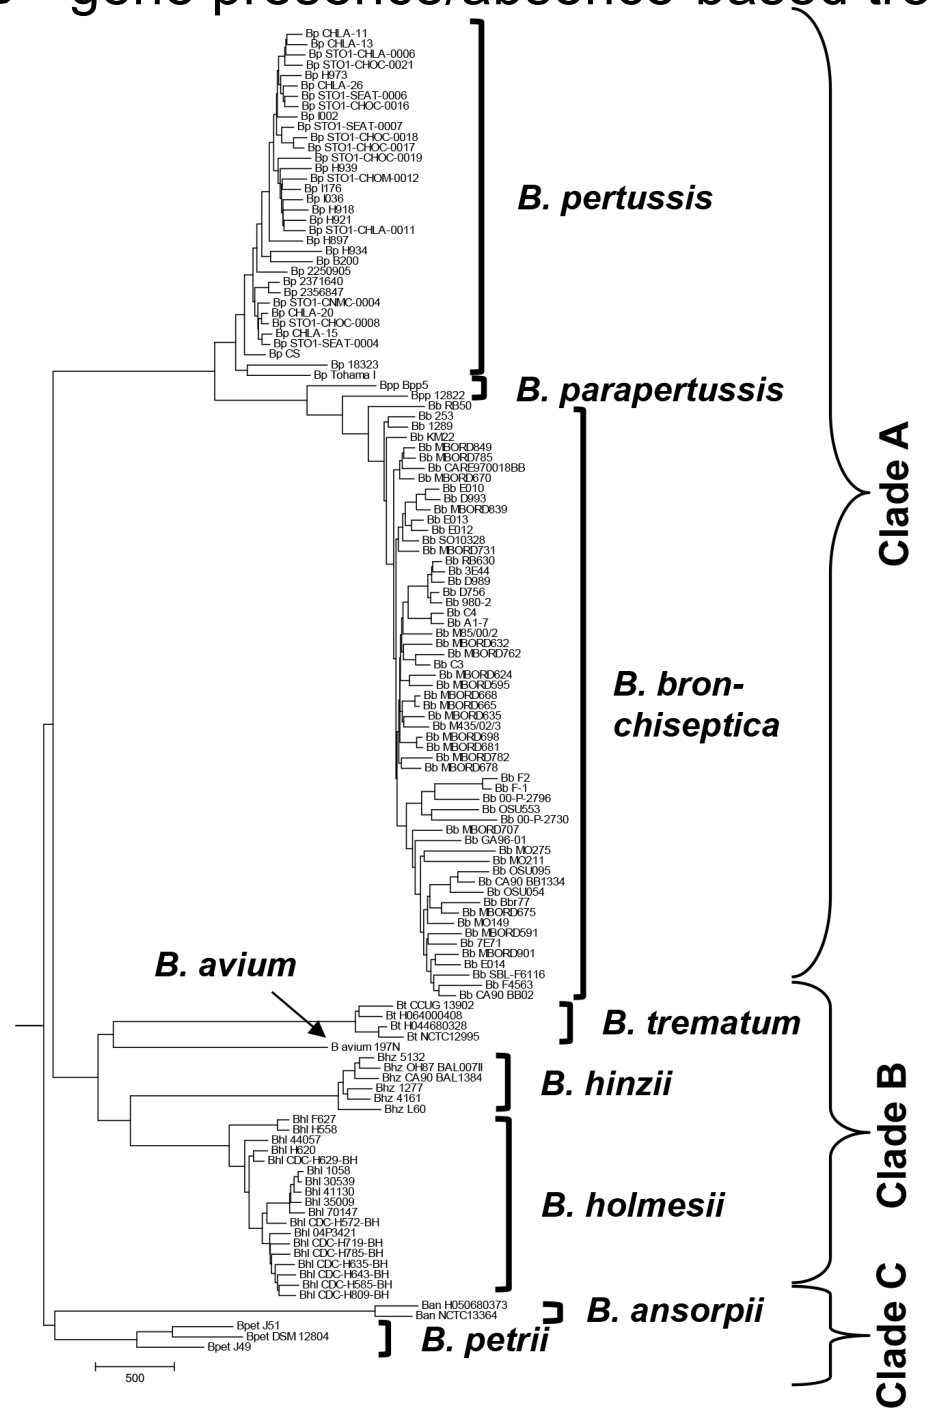 gene presence/absence-based tre
Bp CHLA-11
Bp CHLA-13
Bp STO1-CHLA-0006
Bp STO1-CHOC-0021
Bp H973
Bp CHLA-26
Bp STO1-SEAT-0006
Bp STO1-CHOC-0016
Bp I002
Bp STO1-SEAT-0007
Bp STO1-CHOC-0018
Bp STO1-CHOC-0017
Bp STO1-CHOC-0019
Bp H939
Bp STO1-CHOM-0012
Bp I176
Bp I036
Bp H918
Bp H921
Bp STO1-CHLA-0011
Bp H897
Bp H934
Bp B200
Bp 2250905
Bp 2371640
Bp 2356847
Bp STO1-CNMC-0004
Bp CHLA-20
Bp STO1-CHOC-0008
Bp CHLA-15
Bp STO1-SEAT-0004
Bp CS
Bp 18323
Bp Tohama I
B. pertussis
Bpp Bpp5
Bpp 12822
B. parapertussis
Bb RB50
Bb 253
Bb 1289
Bb KM22
Bb MBORD849
Bb MBORD785
Bb CARE970018BB
Bb MBORD670
Bb E010
Bb D993
Bb MBORD839
Bb E013
Bb E012
Bb SO10328
Bb MBORD731
Bb RB630
Bb 3E44
Bb D989
Bb D756
Bb 980-2
Bb C4
Bb A1-7
Bb M85/00/2
Bb MBORD632
Bb MBORD762
Bb C3
Bb MBORD624
Bb MBORD595
Bb MBORD668
Bb MBORD665
Bb MBORD635
Bb M435/02/3
Bb MBORD698
Bb MBORD681
Bb MBORD782
Bb MBORD678
Bb F2
Bb F-1
Bb 00-P-2796
Bb OSU553
Bb 00-P-2730
Bb MBORD707
Bb GA96-01
Bb MO275
Bb MO211
Bb OSU095
Bb CA90 BB1334
Bb OSU054
Bb Bbr77
Bb MBORD675
Bb MO149
Bb MBORD591
Bb 7E71
Bb MBORD901
Bb E014
Bb SBL-F6116
Bb F4563
Bb CA90 BB02
B. bron-
chiseptica
Clade A
B. avium
Bt CCUG 13902
Bt H064000408
Bt H044680328
Bt NCTC12995
B. trematum
B avium 197N
Bhz 5132
Bhz OH87 BAL007II
Bhz CA90 BAL1384
Bhz 1277
Bhz 4161
Bhz L60
B. hinzii
Bhl F627
Bhl H558
Bhl 44057
Bhl H620
Bhl CDC-H629-BH
Bhl 1058
Bhl 30539
Bhl 41130
Bhl 35009
Bhl 70147
Bhl CDC-H572-BH
Bhl 04P3421
Bhl CDC-H719-BH
Bhl CDC-H785-BH
Bhl CDC-H635-BH
Bhl CDC-H643-BH
Bhl CDC-H585-BH
Bhl CDC-H809-BH
B. holmesii
Clade B
Ban H050680373
Ban NCTC13364
B. ansorpii
Bpet J51
Bpet DSM 12804
Bpet J49
B. petrii
Clade C
500